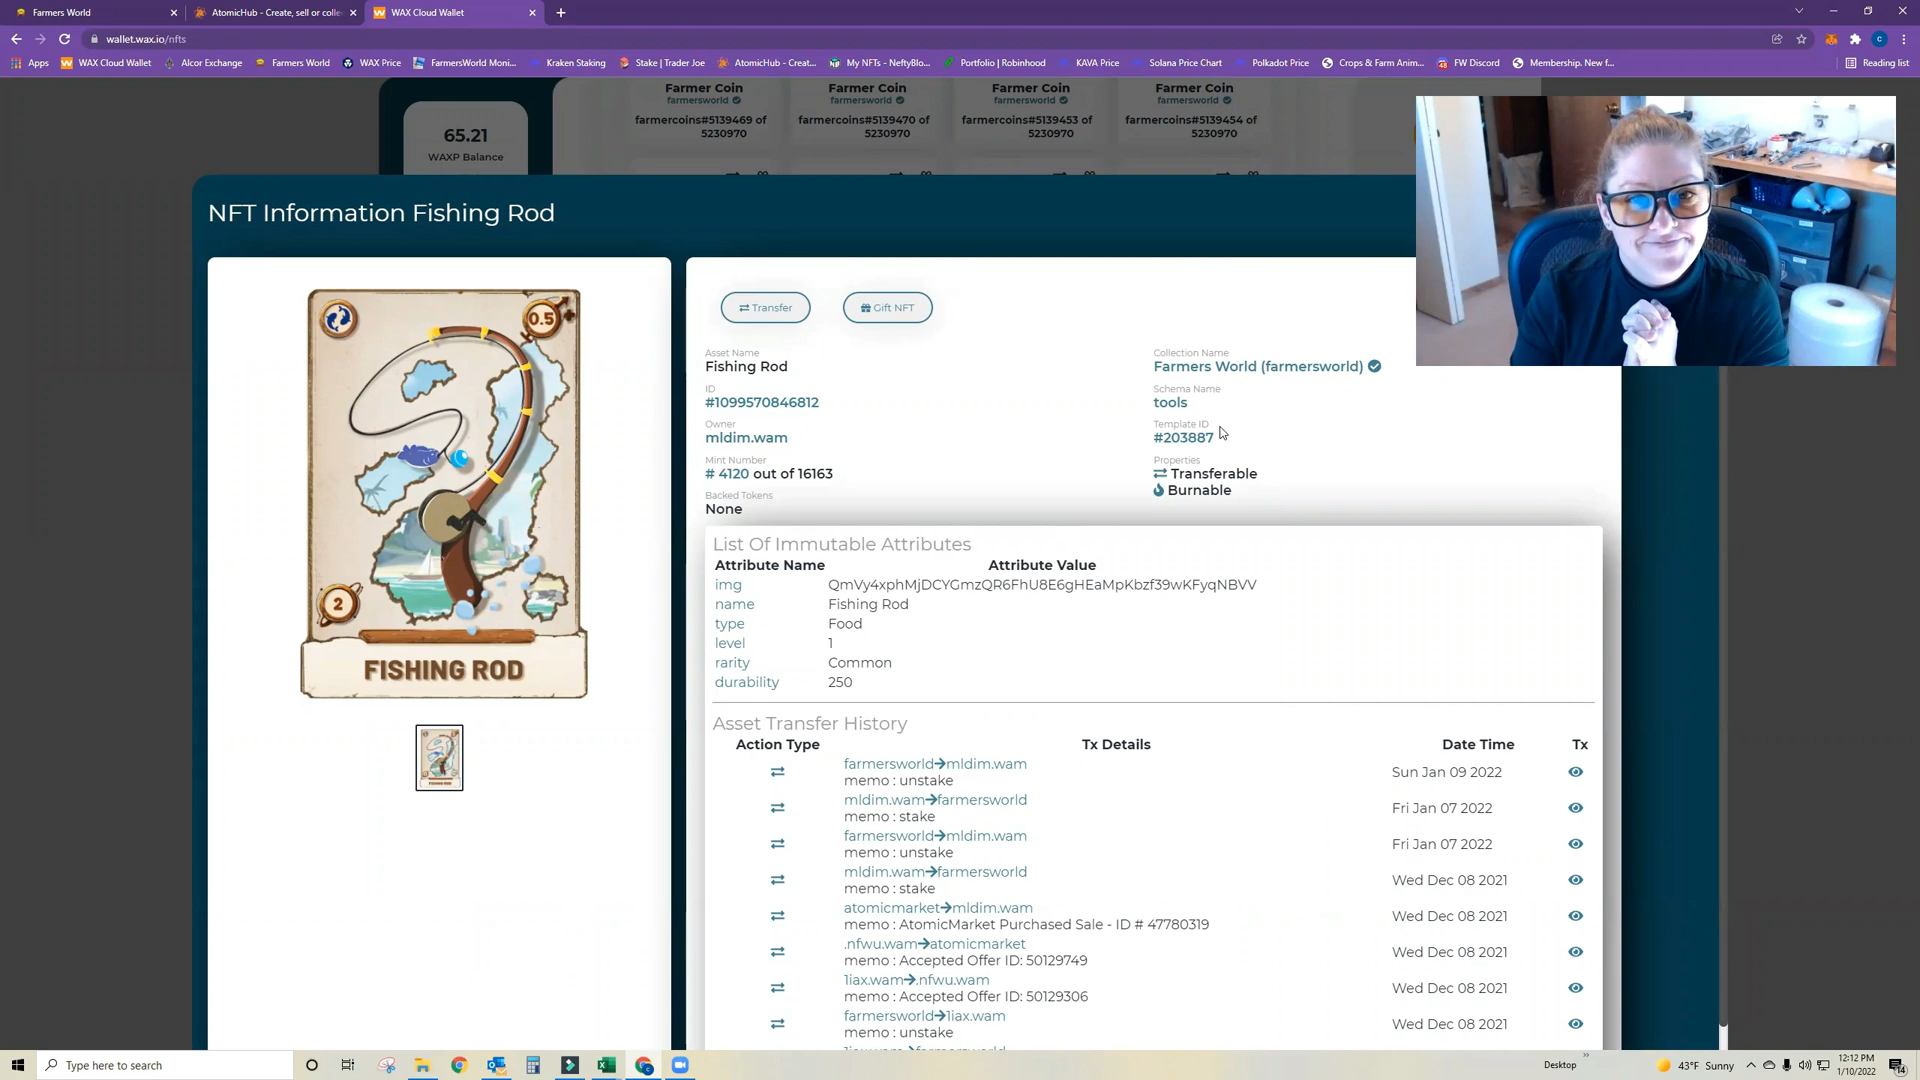 Farmers World
AtomicHub - Create, sell or colle
WAX Cloud Wallet
wallet.wax.io/nfts
Apps
WAX Cloud Wallet
Alcor Exchange
Farmers World
WAX Price
FarmersWorld Moni...
Kraken Staking
Stake | Trader Joe
AtomicHub - Creat...
My NFTs - NeftyBlo...
Portfolio | Robinhood
KAVA Price
Solana Price Chart
Polkadot Price
Crops & Farm Anim...
FW Discord
Membership. New f...
Reading list
65.21
WAXP Balance
Farmer Coin
farmersworld
farmercoins#5139469 of
5230970
Farmer Coin
farmersworld
farmercoins#5139470 of
5230970
Farmer Coin
farmersworld
farmercoins#5139453 of
5230970
Farmer Coin
farmersworld
farmercoins#5139454 of
5230970
NFT Information Fishing Rod
0.5
2
FISHING ROD
Transfer
Gift NFT
Asset Name
Fishing Rod
ID
#1099570846812
Owner
mldim.wam
Mint Number
# 4120 out of 16163
Backed Tokens
None
Collection Name
Farmers World (farmersworld)
Schema Name
tools
Template ID
#203887
Properties
Transferable
Burnable
List Of Immutable Attributes
Attribute Name Attribute Value
img QmVy4xphMjDCYGmzQR6FhU8E6gHEaMpKbzf39wKFyqNBVV
name Fishing Rod
type Food
level 1
rarity Common
durability 250
Asset Transfer History
Action Type Tx Details Date Time Tx
farmersworld→mldim.wam
memo : unstake
Sun Jan 09 2022
mldim.wam→farmersworld
memo : stake
Fri Jan 07 2022
farmersworld→mldim.wam
memo : unstake
Fri Jan 07 2022
mldim.wam→farmersworld
memo : stake
Wed Dec 08 2021
atomicmarket→mldim.wam
memo : AtomicMarket Purchased Sale - ID # 47780319
Wed Dec 08 2021
.nfwu.wam→atomicmarket
memo : Accepted Offer ID: 50129749
Wed Dec 08 2021
1iax.wam→.nfwu.wam
memo : Accepted Offer ID: 50129306
Wed Dec 08 2021
farmersworld→1iax.wam
memo : unstake
Wed Dec 08 2021
Type here to search
Desktop
43°F Sunny
12:12 PM
1/10/2022